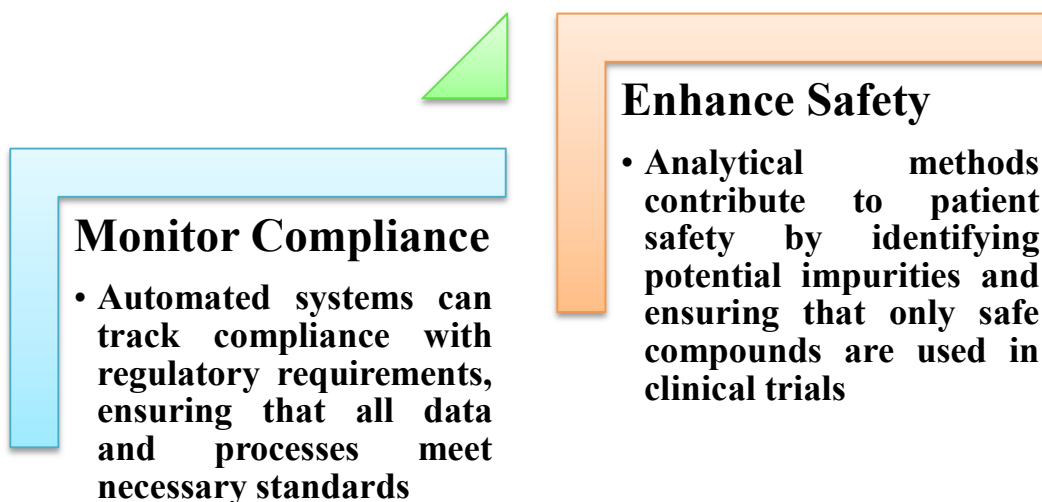 Monitor Compliance
• Automated systems can
track compliance with
regulatory requirements,
ensuring that all data
and processes meet
necessary standards
Enhance Safety
• Analytical methods
contribute to patient
safety by identifying
potential impurities and
ensuring that only safe
compounds are used in
clinical trials